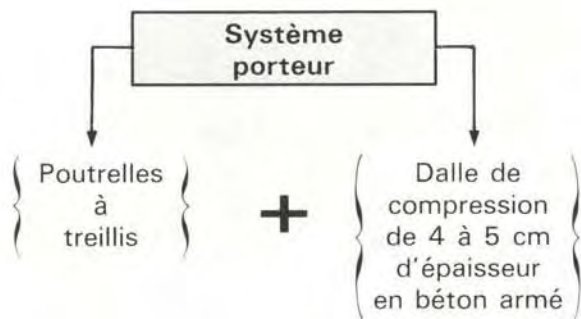 Système
porteur
Poutrelles
à
treillis
+
Dalle de
compression
de 4 à 5 cm
d'épaisseur
en béton armé